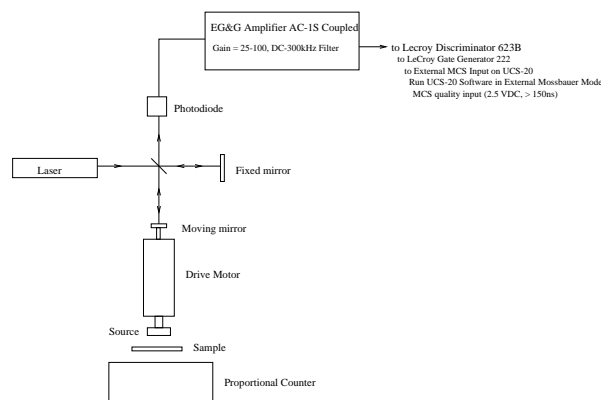 EG&G Amplifier AC-1S Coupled
Gain = 25-100, DC-300kHz Filter
to Lecroy Discriminator 623B
to LeCroy Gate Generator 222
to External MCS Input on UCS-20
Run UCS-20 Software in External Mossbauer Mode
MCS quality input (2.5 VDC, > 150ns)
Photodiode
Laser
Fixed mirror
Moving mirror
Drive Motor
Source
Sample
Proportional Counter